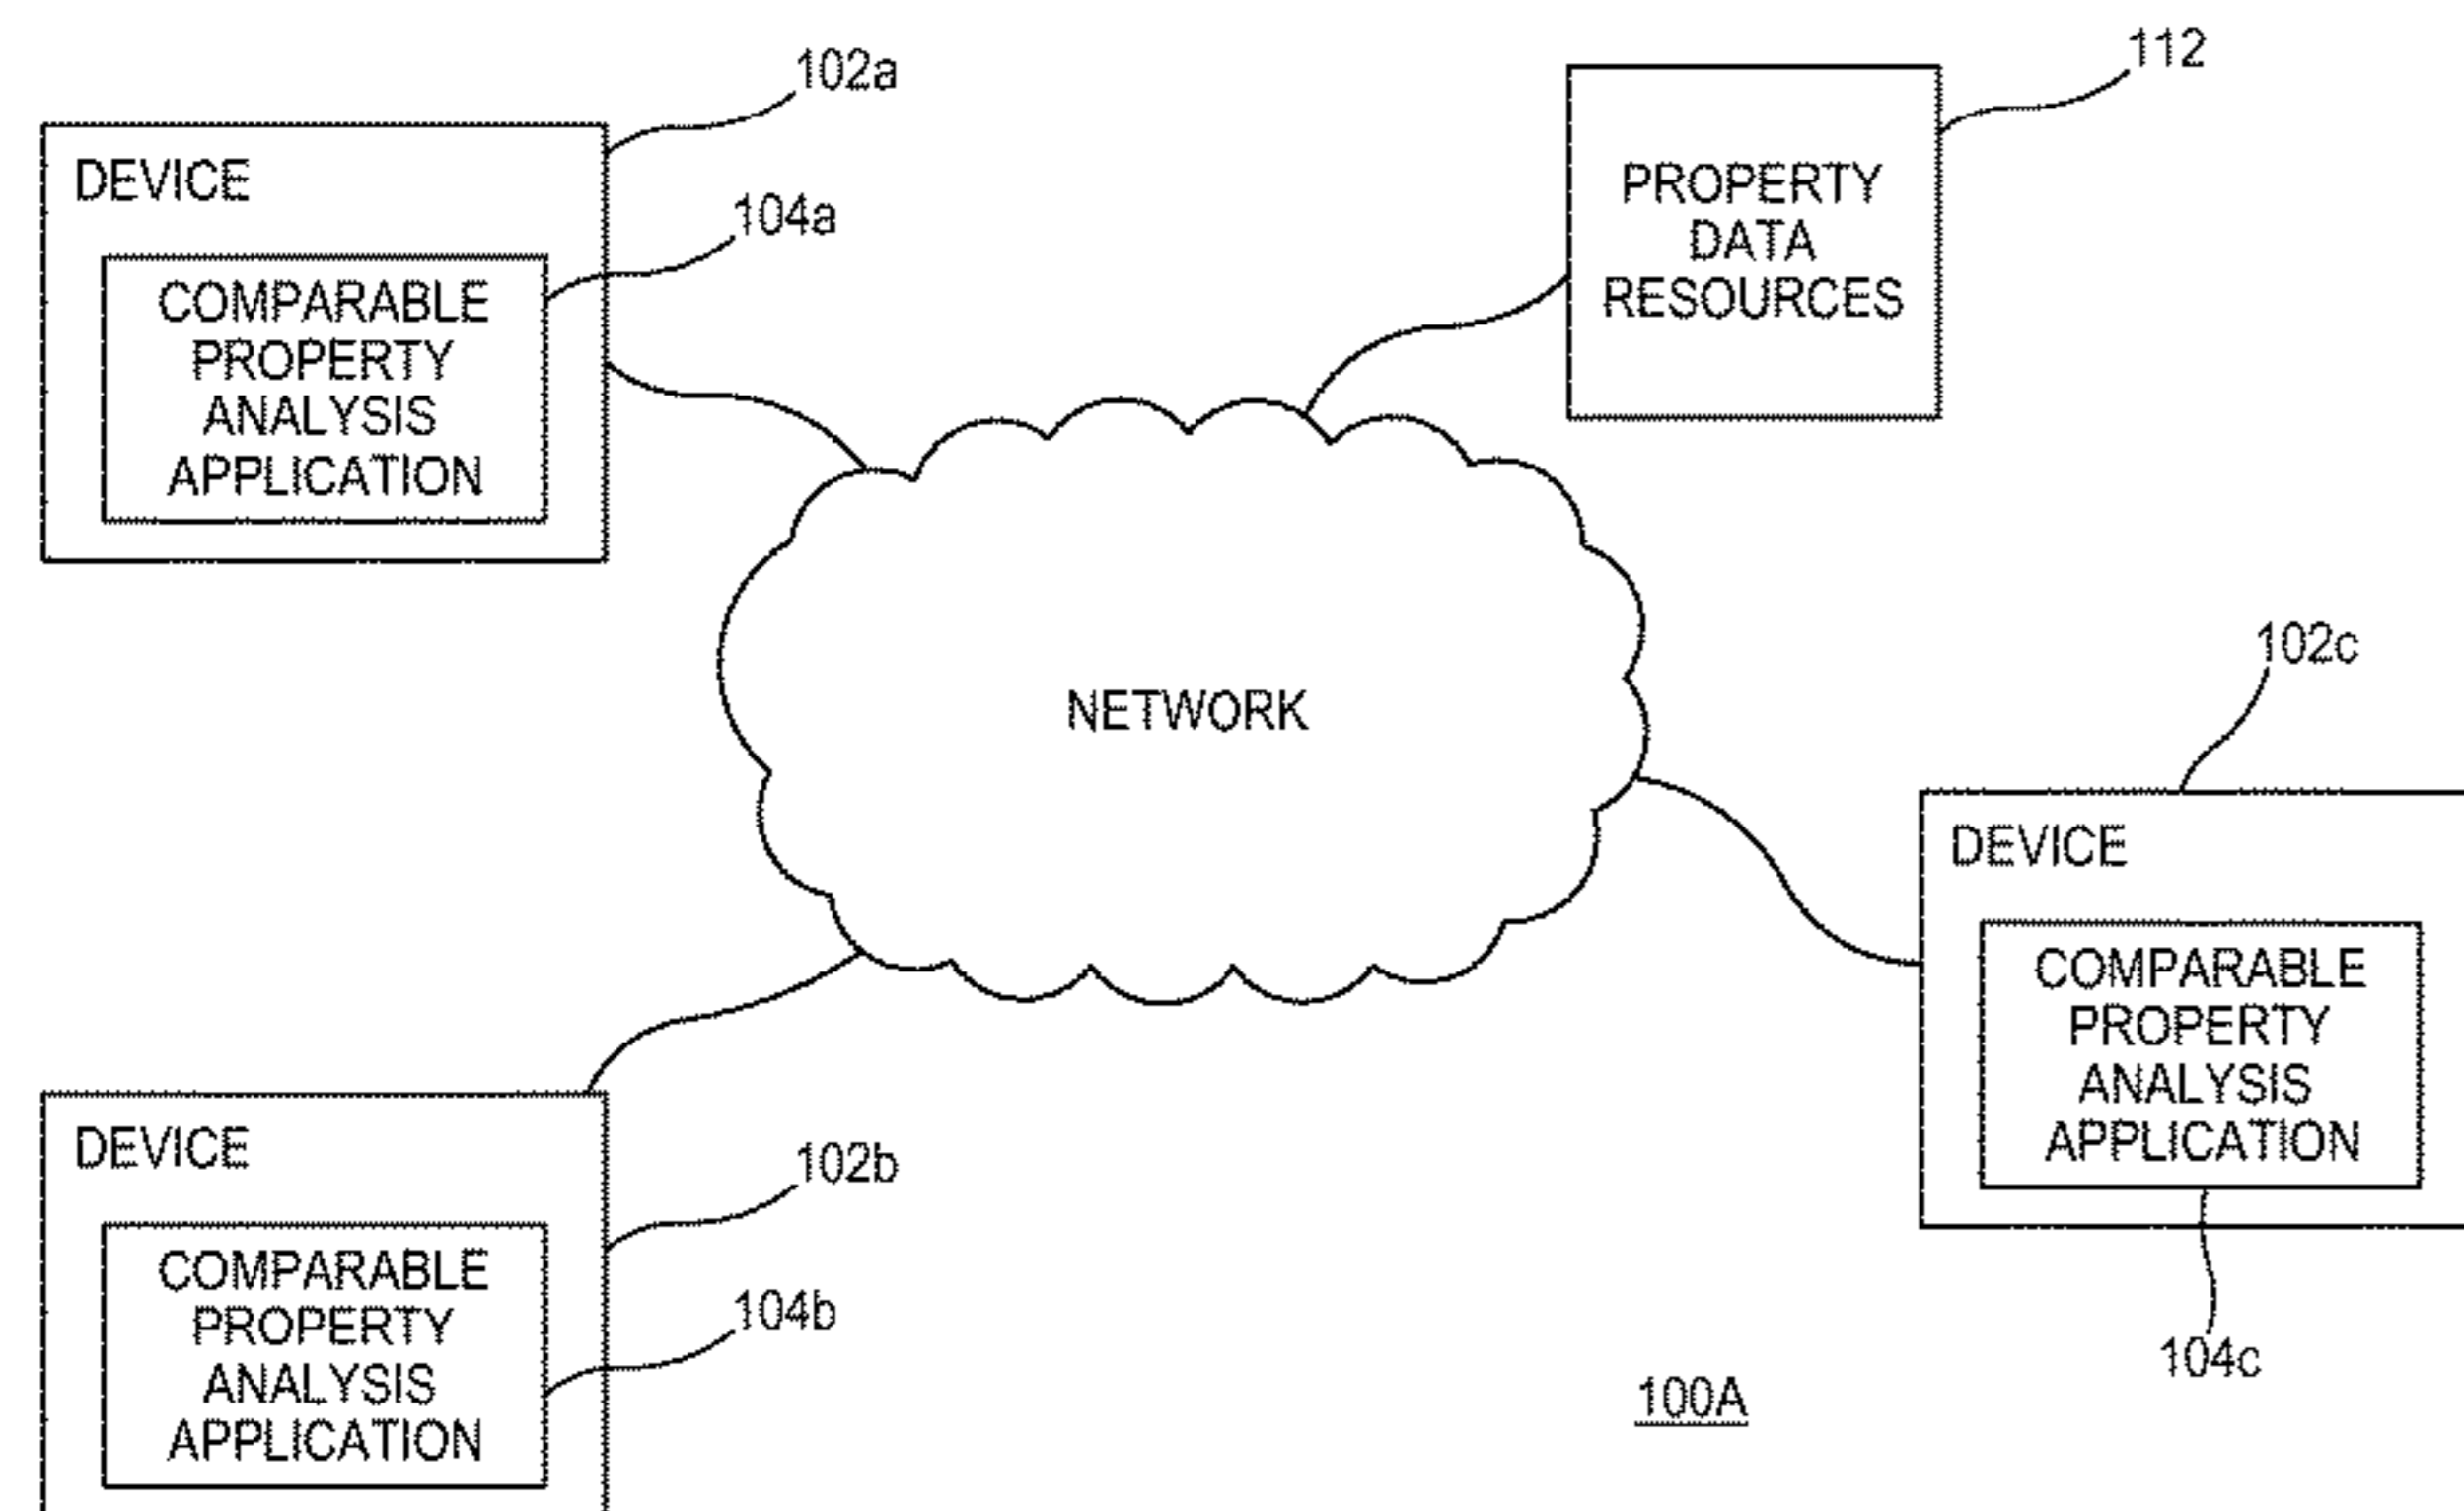 102a
DEVICE
104a
COMPARABLE
PROPERTY
ANALYSIS
APPLICATION
112
PROPERTY
DATA
RESOURCES
NETWORK
102c
DEVICE
COMPARABLE
PROPERTY
ANALYSIS
APPLICATION
104c
DEVICE
102b
COMPARABLE
PROPERTY
ANALYSIS
APPLICATION
104b
100A